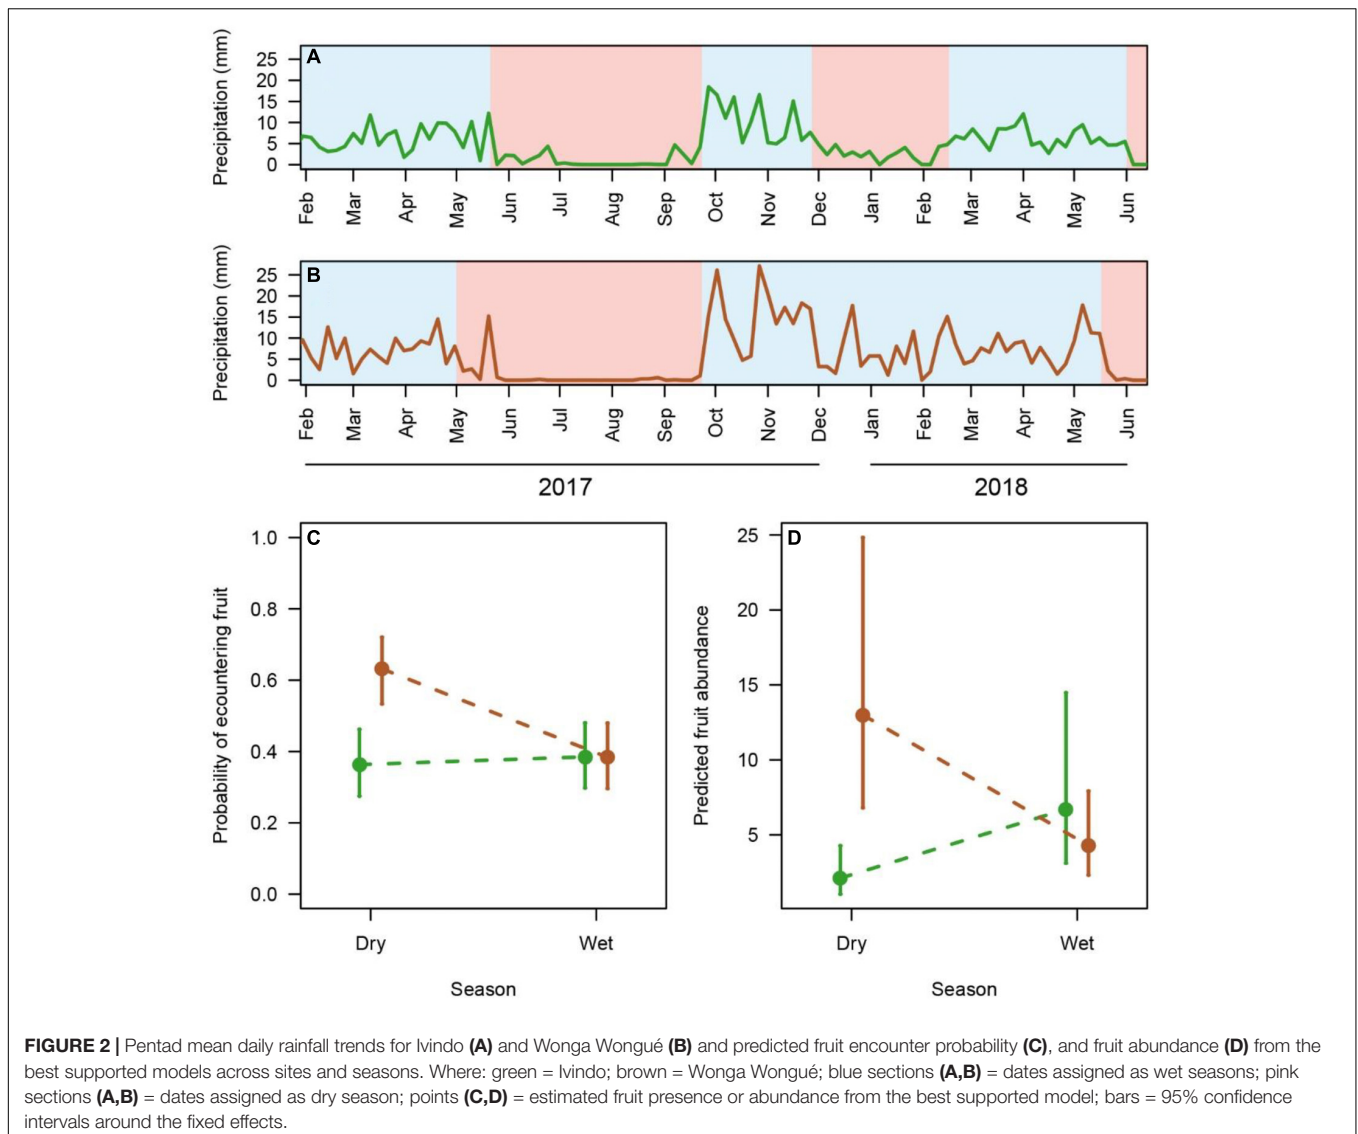 A
Precipitation (mm)
25
20
15
10
5
0
Feb Mar Apr May Jun Jul Aug Sep Oct Nov Dec Jan Feb Mar Apr May Jun
B
Precipitation (mm)
25
20
15
10
5
0
Feb Mar Apr May Jun Jul Aug Sep Oct Nov Dec Jan Feb Mar Apr May Jun
2017 2018
C
Probability of ecountering fruit
1.0
0.8
0.6
0.4
0.2
0.0
Dry Wet
Season
D
Predicted fruit abundance
25
20
15
10
5
Dry Wet
Season
FIGURE 2 | Pentad mean daily rainfall trends for Ivindo (A) and Wonga Wongué (B) and predicted fruit encounter probability (C), and fruit abundance (D) from the
best supported models across sites and seasons. Where: green = Ivindo; brown = Wonga Wongué; blue sections (A,B) = dates assigned as wet seasons; pink
sections (A,B) = dates assigned as dry season; points (C,D) = estimated fruit presence or abundance from the best supported model; bars = 95% confidence
intervals around the fixed effects.